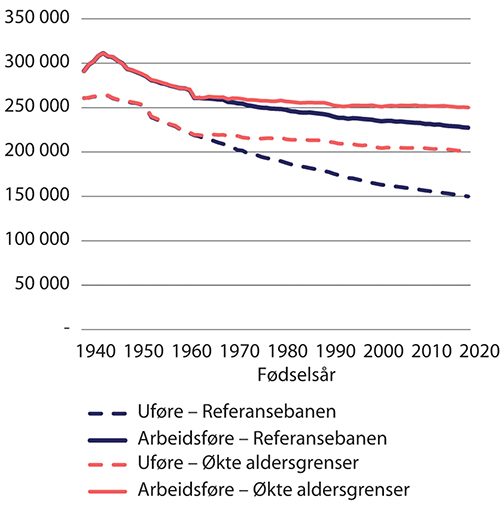 350 000
300 000
250 000
200 000
150 000
100 000
50 000
-
1940 1950 1960 1970 1980 1990 2000 2010 2020
Fødselsår
Uføre – Referansebanen
Arbeidsføre – Referansebanen
Uføre – Økte aldersgrenser
Arbeidsføre – Økte aldersgrenser